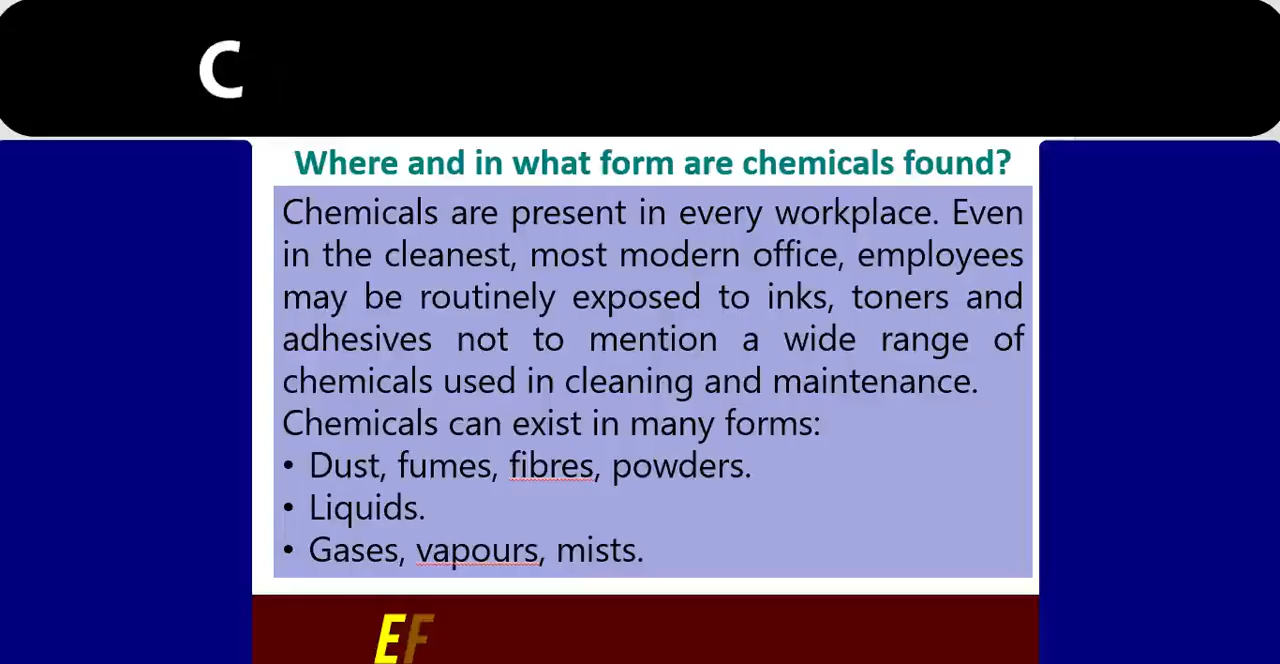 C
Where and in what form are chemicals found?
Chemicals are present in every workplace. Even
in the cleanest, most modern office, employees
may be routinely exposed to inks, toners and
adhesives not to mention a wide range of
chemicals used in cleaning and maintenance.
Chemicals can exist in many forms:
• Dust, fumes, fibres, powders.
• Liquids.
• Gases, vapours, mists.
EF